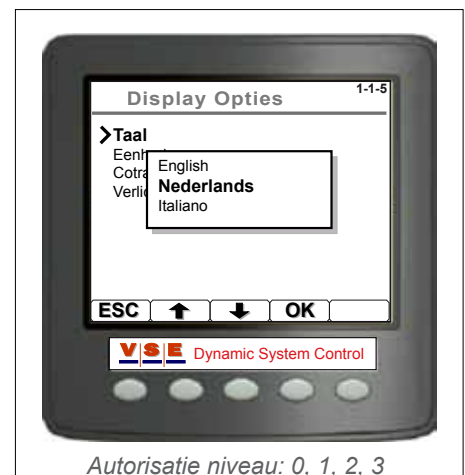 Display Opties
1-1-5
Taal
English
Nederlands
Italiano
ESC OK
VSE Dynamic System Control
Autorisatie niveau: 0, 1, 2, 3